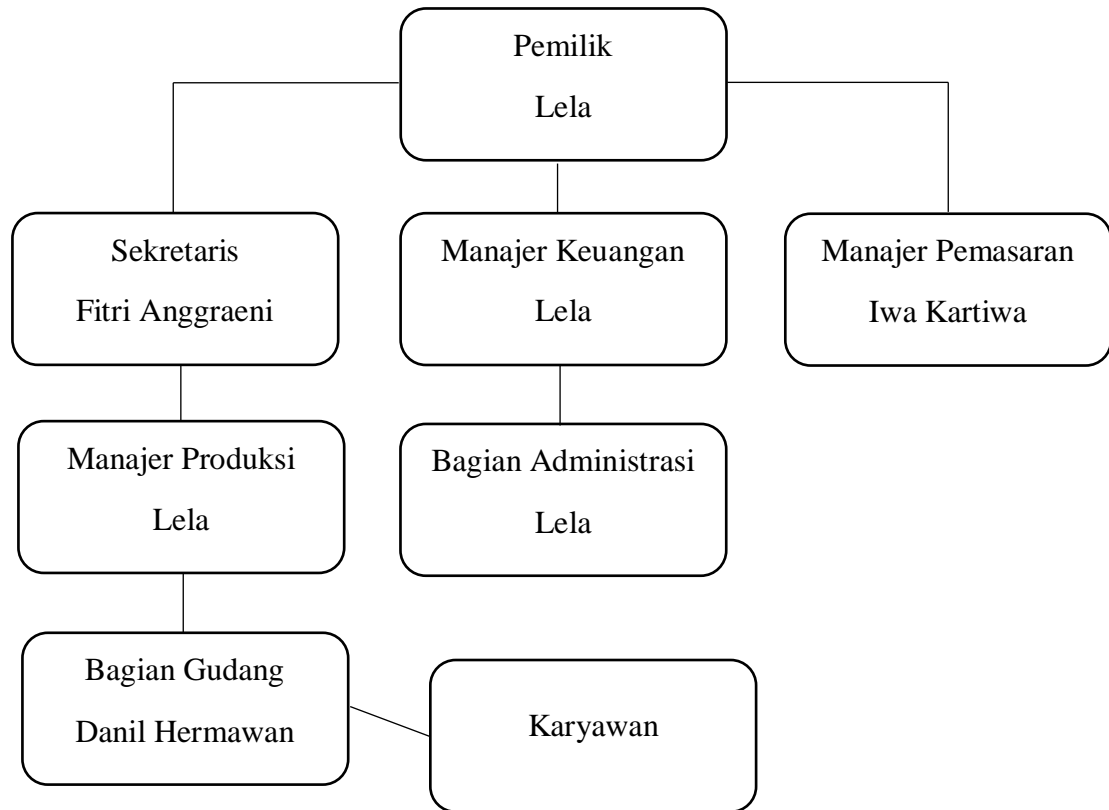 Pemilik
Lela
Sekretaris
Fitri Anggraeni
Manajer Keuangan
Lela
Manajer Pemasaran
Iwa Kartiwa
Manajer Produksi
Lela
Bagian Administrasi
Lela
Bagian Gudang
Danil Hermawan
Karyawan